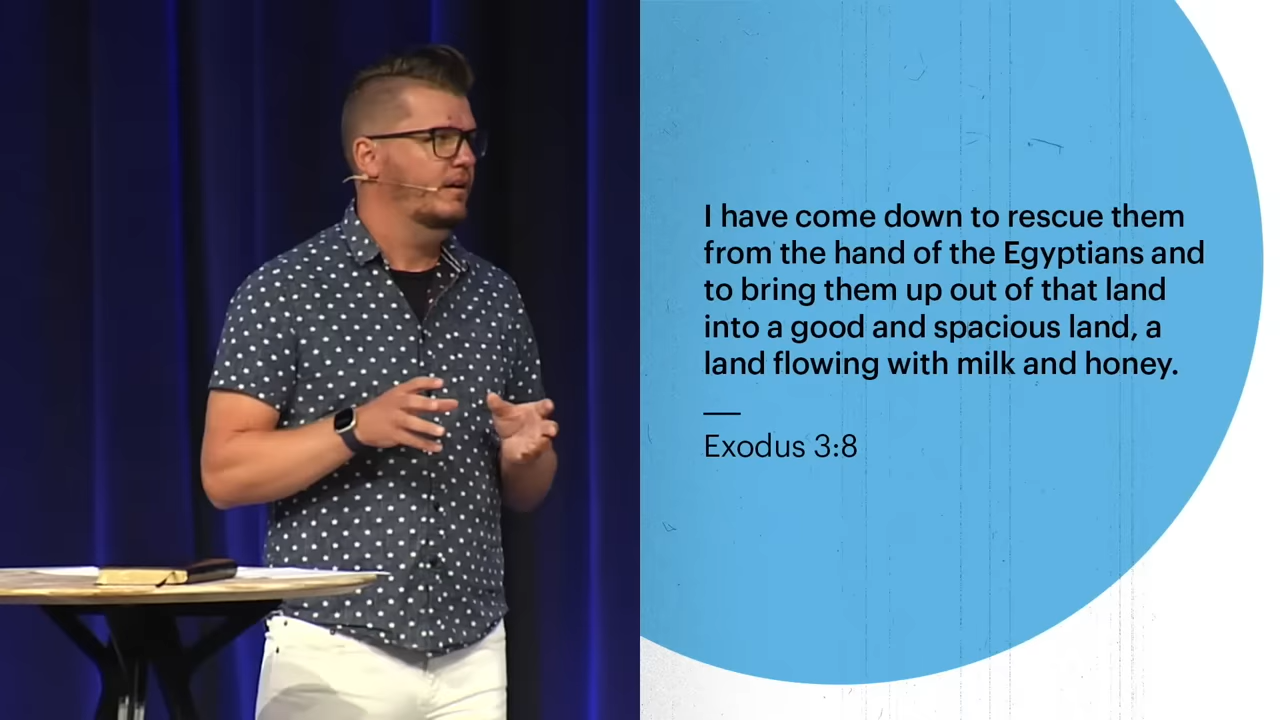 I have come down to rescue them
from the hand of the Egyptians and
to bring them up out of that land
into a good and spacious land, a
land flowing with milk and honey.
Exodus 3:8